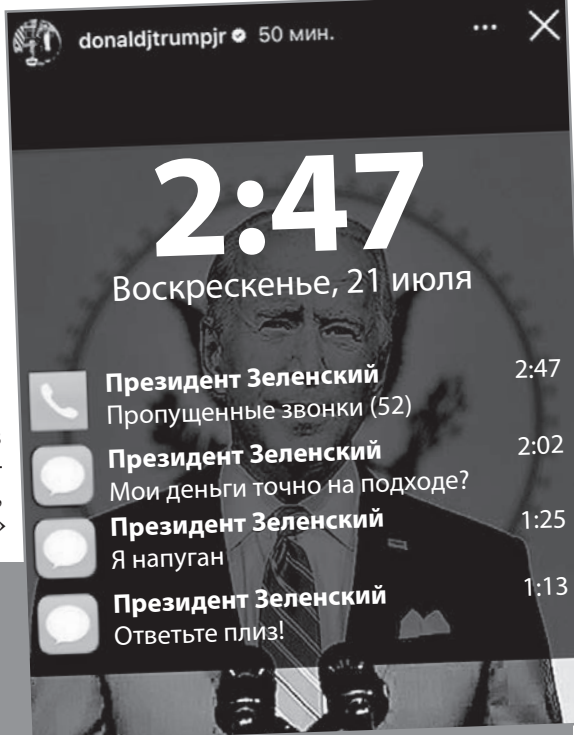 donaldjtrumpjr 50 мин.
2:47
Воскрескенье, 21 июля
Президент Зеленский 2:47
Пропущенные звонки (52)
Президент Зеленский 2:02
Мои деньги точно на подходе?
Президент Зеленский 1:25
Я напуган
Президент Зеленский 1:13
Ответьте плиз!